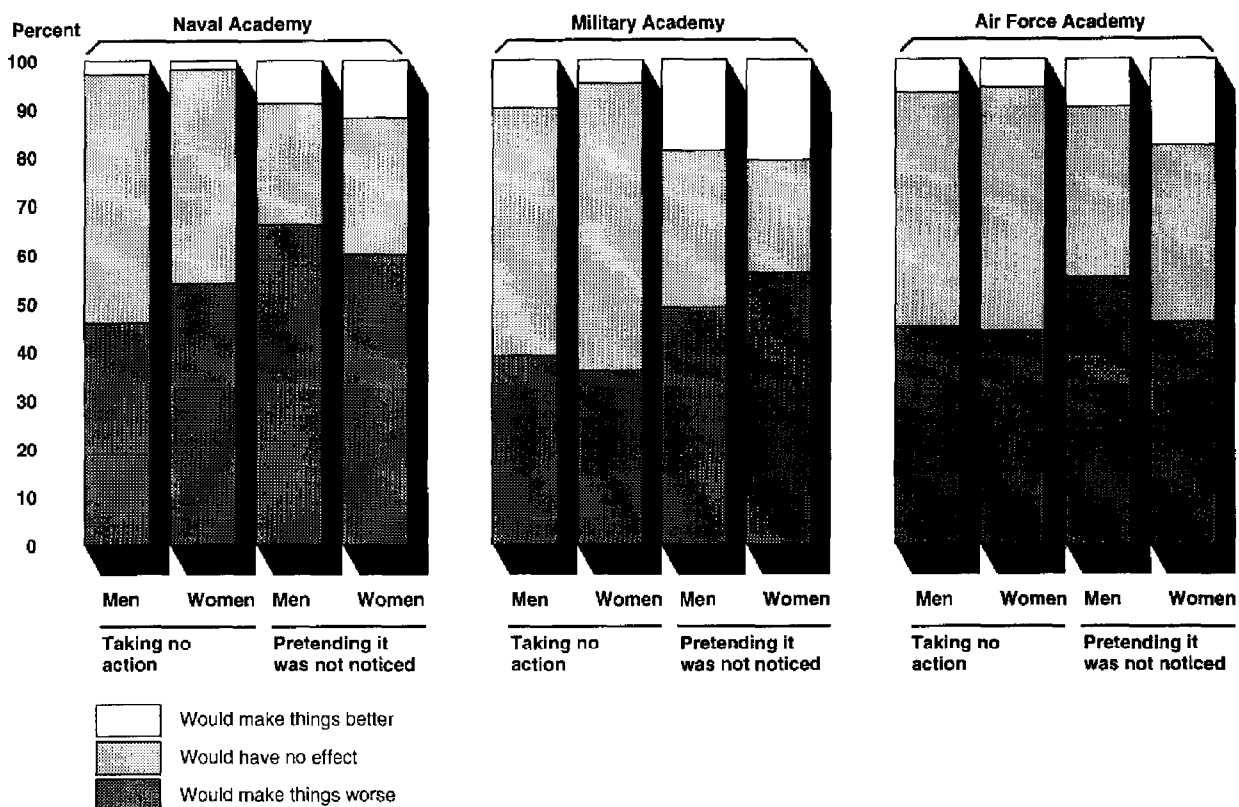 Percent
Naval Academy
Military Academy
Air Force Academy
100
90
80
70
60
50
40
30
20
10
0
Men Women Men Women
Men Women Men Women
Men Women Men Women
Taking no
action
Pretending it
was not noticed
Taking no
action
Pretending it
was not noticed
Taking no
action
Pretending it
was not noticed
Would make things better
Would have no effect
Would make things worse